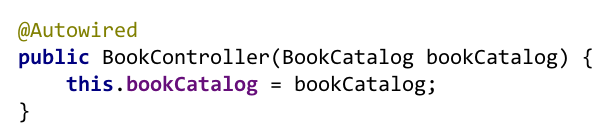 @Autowired
public BookController(BookCatalog bookCatalog) {
    this.bookCatalog = bookCatalog;
}